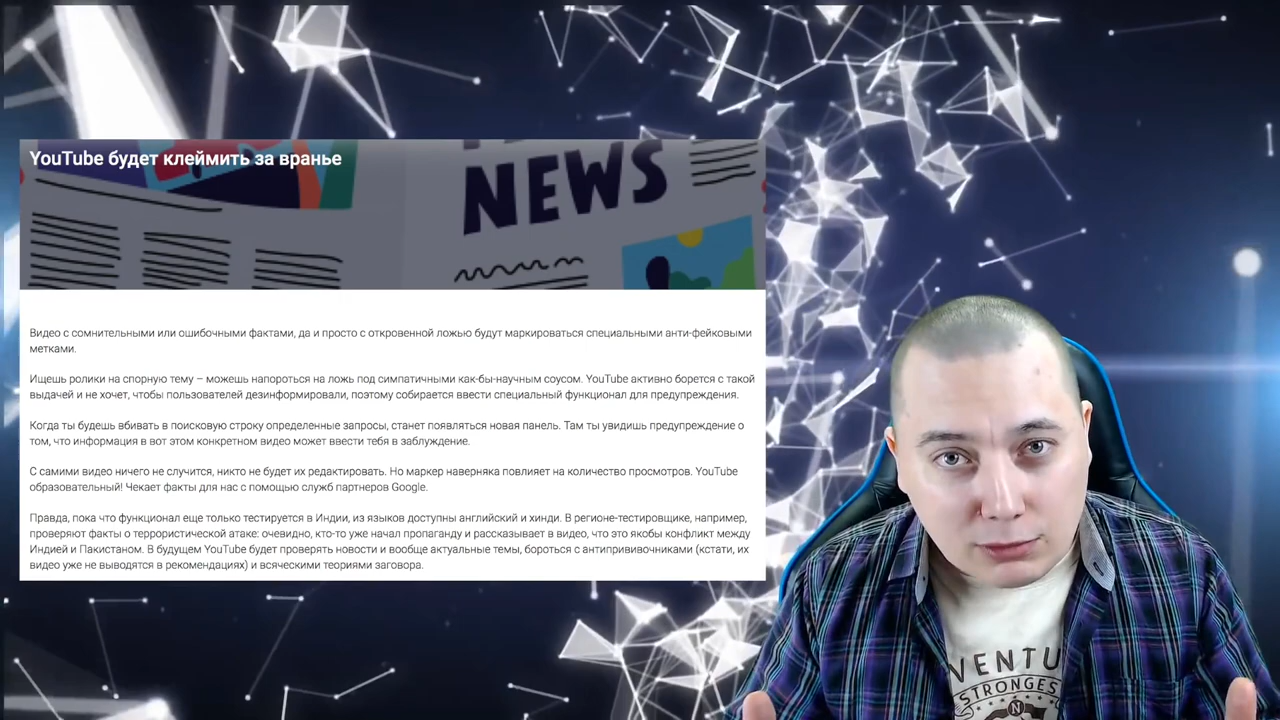 YouTube будет клеймить за вранье
NEWS
Видео с сомнительными или ошибочными фактами, да и просто с откровенной ложью будут маркироваться специальными анти-фейковыми
метками.
Ищешь ролики на спорную тему – можешь напороться на ложь под симпатичными как-бы-научным соусом. YouTube активно борется с такой
выдачей и не хочет, чтобы пользователей дезинформировали, поэтому собирается ввести специальный функционал для предупреждения.
Когда ты будешь вбивать в поисковую строку определенные запросы, станет появляться новая панель. Там ты увидишь предупреждение о
том, что информация в вот этом конкретном видео может ввести тебя в заблуждение.
С самими видео ничего не случится, никто не будет их редактировать. Но маркер наверняка повлияет на количество просмотров. YouTube
образовательный! Чекает факты для нас с помощью служб партнеров Google.
Правда, пока что функционал еще только тестируется в Индии, из языков доступны английский и хинди. В регионе-тестировщике, например,
проверяют факты о террористической атаке: очевидно, кто-то уже начал пропаганду и рассказывает в видео, что это якобы конфликт между
Индией и Пакистаном. В будущем YouTube будет проверять новости и вообще актуальные темы, бороться с антипрививочниками (кстати, их
видео уже не выводятся в рекомендациях) и всяческими теориями заговора.
VENTU
STRONGES
N